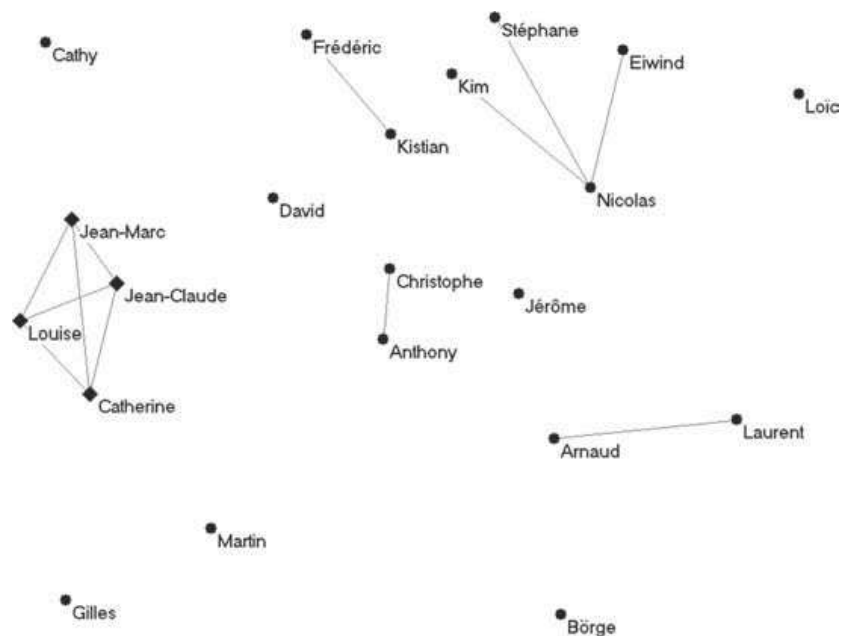 Stéphane
Frédéric
Cathy
Eiwind
Kim
Loïc
Kistian
Nicolas
David
Jean-Marc
Christophe
Jean-Claude
Jérôme
Louise
Anthony
Catherine
Laurent
Arnaud
Martin
Gilles
Börge